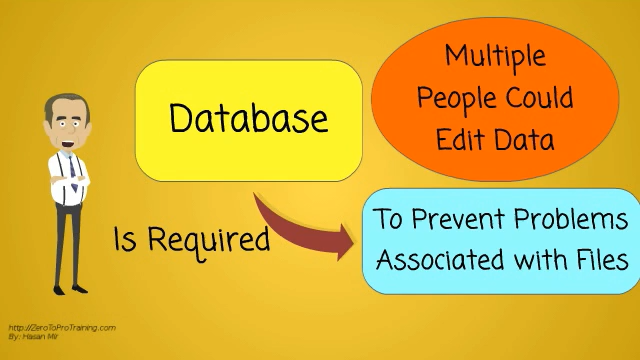 Multiple
People Could
Edit Data
Database
Is Required
To Prevent Problems
Associated with Files
http://ZeroToProTraining.com
By: Hasan Mir